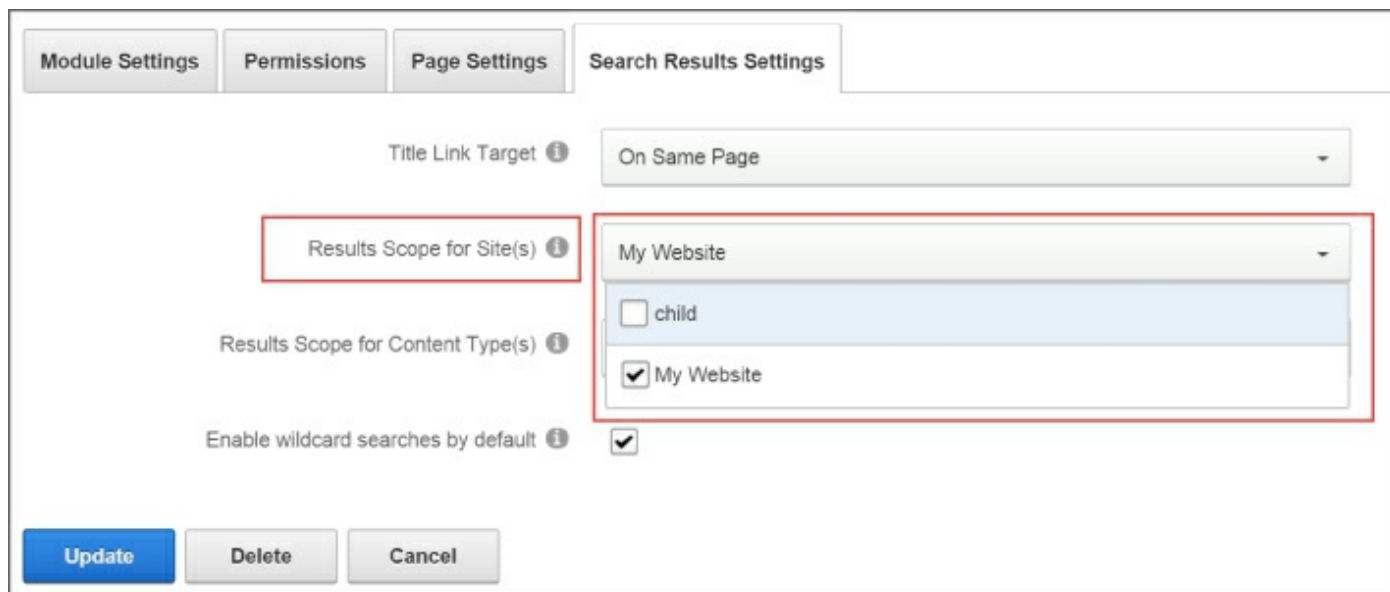 Module Settings Permissions Page Settings Search Results Settings
Title Link Target On Same Page
Results Scope for Site(s) My Website
child
Results Scope for Content Type(s)
My Website
Enable wildcard searches by default
Update Delete Cancel